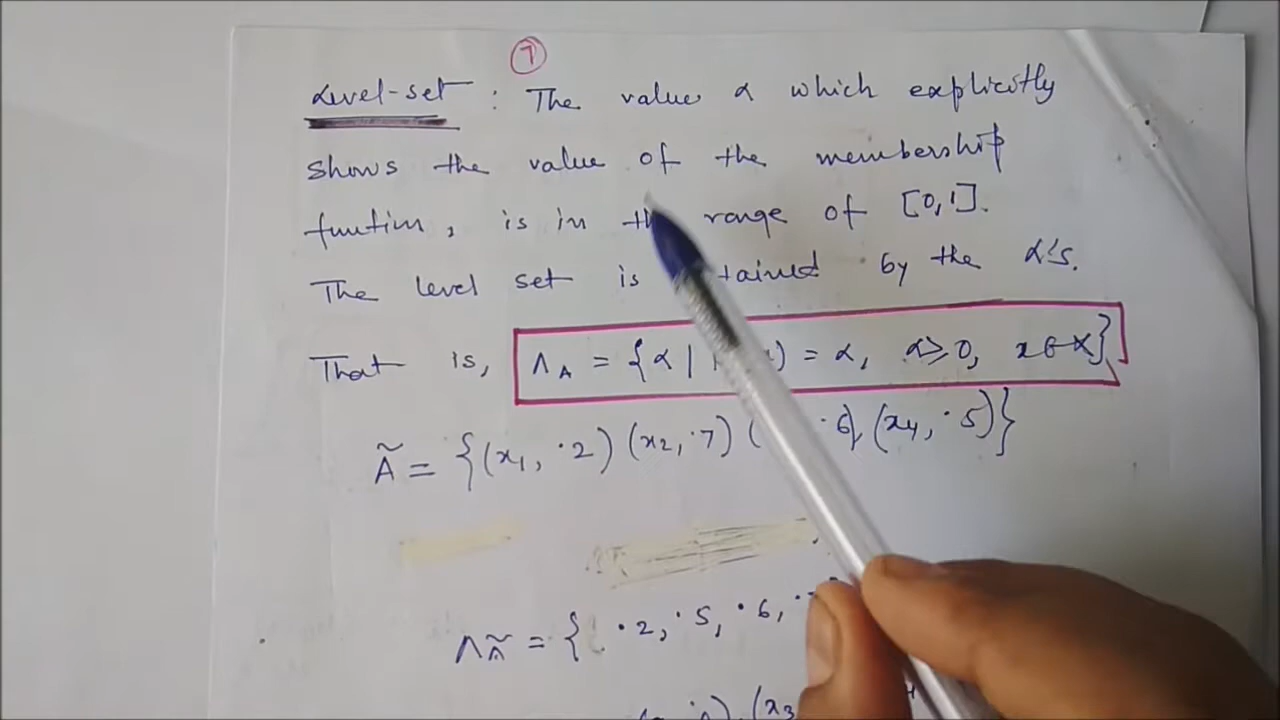 7
Level-set : The value α which explicitly
shows the value of the membership
function, is in the range of [0,1].
The level set is by the α's.
That is, Λ_A = {α | = α, α≥0, x∈X}
Ã = {(x₁, ·2) (x₂, ·7) ( ·6), (x₄, ·5)}
Λ_Ã = { ·2, ·5, ·6,
(x₃